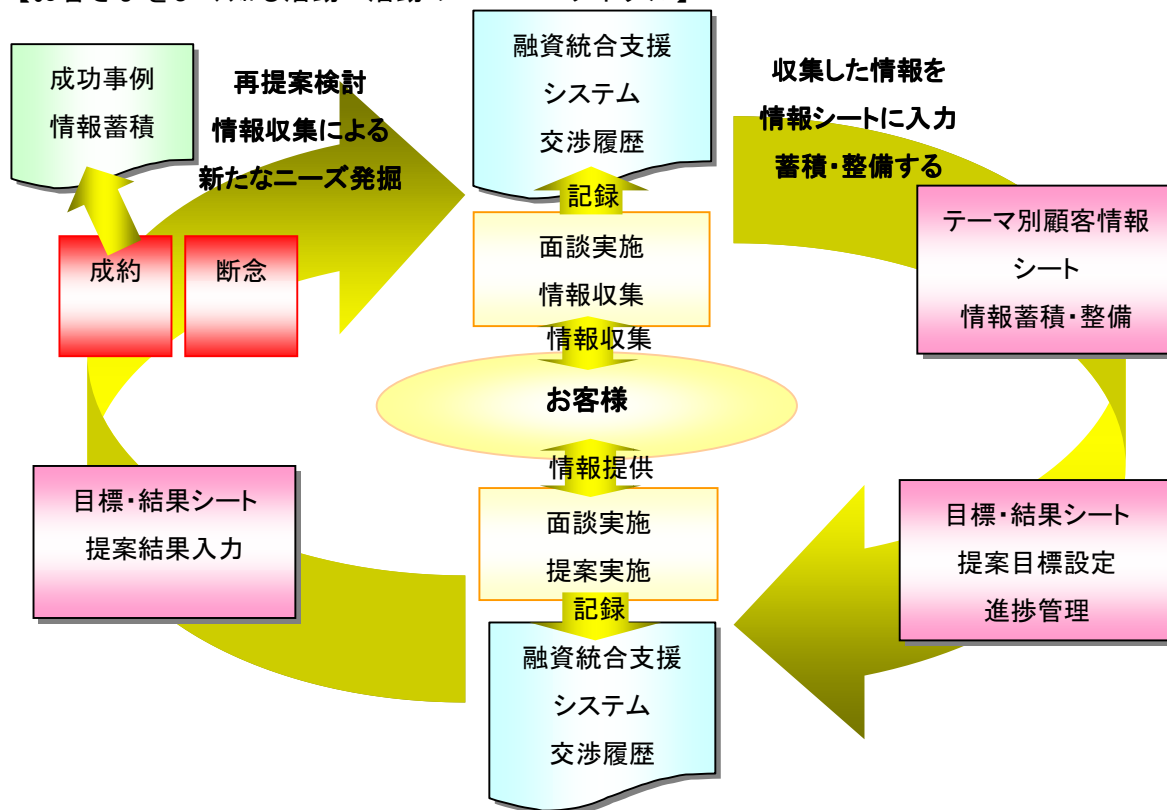 成功事例
情報蓄積
再提案検討
情報収集による
新たなニーズ発掘
融資統合支援
システム
交渉履歴
収集した情報を
情報シートに入力
蓄積・整備する
記録
面談実施
情報収集
テーマ別顧客情報
シート
情報蓄積・整備
成約
断念
情報収集
お客様
情報提供
目標・結果シート
提案結果入力
面談実施
提案実施
目標・結果シート
提案目標設定
進捗管理
記録
融資統合支援
システム
交渉履歴